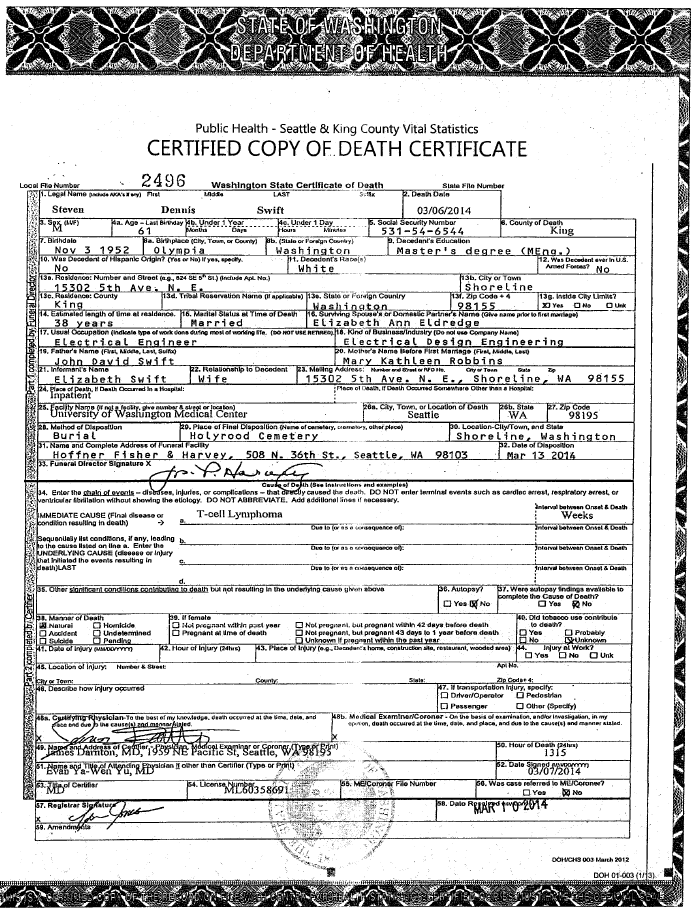 STATE OF WASHINGTON
DEPARTMENT OF HEALTH
Public Health - Seattle & King County Vital Statistics
CERTIFIED COPY OF DEATH CERTIFICATE
Local File Number 2496 Washington State Certificate of Death State File Number
1. Legal Name (Include AKA's if any) First Middle LAST Suffix 2. Death Date
Steven Dennis Swift 03/06/2014
3. Sex (M/F) 4a. Age - Last Birthday 4b. Under 1 Year 4c. Under 1 Day 5. Social Security Number 6. County of Death
M 61 Months Days Hours Minutes 531-54-6544 King
7. Birthdate 8a. Birthplace (City, Town, or County) 8b. (State or Foreign Country) 9. Decedent's Education
Nov 3 1952 Olympia Washington Master's degree (MEng.)
10. Was Decedent of Hispanic Origin? (Yes or No) If yes, specify. 11. Decedent's Race(s) 12. Was Decedent ever in U.S. Armed Forces? No
No White
13a. Residence: Number and Street (e.g., 624 SE 5th St.) (Include Apt. No.) 13b. City or Town
15302 5th Ave. N. E. Shoreline
13c. Residence: County 13d. Tribal Reservation Name (if applicable) 13e. State or Foreign Country 13f. Zip Code + 4 13g. Inside City Limits?
King Washington 98155 Yes No Unk
14. Estimated length of time at residence. 15. Marital Status at Time of Death 16. Surviving Spouse's or Domestic Partner's Name (Give name prior to first marriage)
38 years Married Elizabeth Ann Eldredge
17. Usual Occupation (Indicate type of work done during most of working life. (DO NOT USE RETIRED). 18. Kind of Business/Industry (Do not use Company Name)
Electrical Engineer Electrical Design Engineering
19. Father's Name (First, Middle, Last, Suffix) 20. Mother's Name Before First Marriage (First, Middle, Last)
John David Swift Mary Kathleen Robbins
21. Informant's Name 22. Relationship to Decedent 23. Mailing Address: Number and Street or RFD No. City or Town State Zip
Elizabeth Swift Wife 15302 5th Ave. N. E., Shoreline, WA 98155
24. Place of Death, if Death Occurred in a Hospital: Place of Death, if Death Occurred Somewhere Other than a Hospital:
Inpatient
25. Facility Name (If not a facility, give number & street or location) 26a. City, Town, or Location of Death 26b. State 27. Zip Code
University of Washington Medical Center Seattle WA 98195
28. Method of Disposition 29. Place of Final Disposition (Name of cemetery, crematory, other place) 30. Location-City/Town, and State
Burial Holyrood Cemetery Shoreline, Washington
31. Name and Complete Address of Funeral Facility 32. Date of Disposition
Hoffner Fisher & Harvey, 508 N. 36th St., Seattle, WA 98103 Mar 13 2014
33. Funeral Director Signature X
Cause of Death (See instructions and examples)
34. Enter the chain of events – diseases, injuries, or complications – that directly caused the death. DO NOT enter terminal events such as cardiac arrest, respiratory arrest, or
ventricular fibrillation without showing the etiology. DO NOT ABBREVIATE. Add additional lines if necessary.
Interval between Onset & Death
IMMEDIATE CAUSE (Final disease or condition resulting in death) → a. T-cell Lymphoma Weeks
Due to (or as a consequence of): Interval between Onset & Death
Sequentially list conditions, if any, leading b.
to the cause listed on line a. Enter the Due to (or as a consequence of): Interval between Onset & Death
UNDERLYING CAUSE (disease or injury
that initiated the events resulting in c.
death) LAST Due to (or as a consequence of): Interval between Onset & Death
d.
35. Other significant conditions contributing to death but not resulting in the underlying cause given above 36. Autopsy? 37. Were autopsy findings available to complete the Cause of Death?
Yes No Yes No
38. Manner of Death 39. If female 40. Did tobacco use contribute to death?
Natural Homicide Not pregnant within past year Not pregnant, but pregnant within 42 days before death Yes Probably
Accident Undetermined Pregnant at time of death Not pregnant, but pregnant 43 days to 1 year before death No Unknown
Suicide Pending Unknown if pregnant within the past year
41. Date of Injury (MM/DD/YYYY) 42. Hour of Injury (24hrs) 43. Place of Injury (e.g., Decedent's home, construction site, restaurant, wooded area) 44. Injury at Work?
Yes No Unk
45. Location of Injury: Number & Street: Apt No.
City or Town: County: State: Zip Code + 4:
46. Describe how injury occurred 47. If transportation injury, specify:
Driver/Operator Pedestrian
Passenger Other (Specify)
48a. Certifying Physician-To the best of my knowledge, death occurred at the time, date, and place and due to the cause(s) and manner stated. 48b. Medical Examiner/Coroner - On the basis of examination, and/or investigation, in my opinion, death occurred at the time, date, and place, and due to the cause(s) and manner stated.
X X
49. Name and Address of Certifier - Physician, Medical Examiner or Coroner (Type or Print) 50. Hour of Death (24hrs)
James Darnton, MD, 1959 NE Pacific St, Seattle, WA 98195 1315
51. Name and Title of Attending Physician if other than Certifier (Type or Print) 52. Date Signed (MM/DD/YYYY)
Evan Ya-Wen Yu, MD 03/07/2014
53. Title of Certifier 54. License Number 55. ME/Coroner File Number 56. Was case referred to ME/Coroner?
MD ML60358691 Yes No
57. Registrar Signature 58. Date Received (MM/DD/YYYY)
X MAR 10 2014
59. Amendments
DOH/CHS 003 March 2012
DOH 01-003 (1/13)